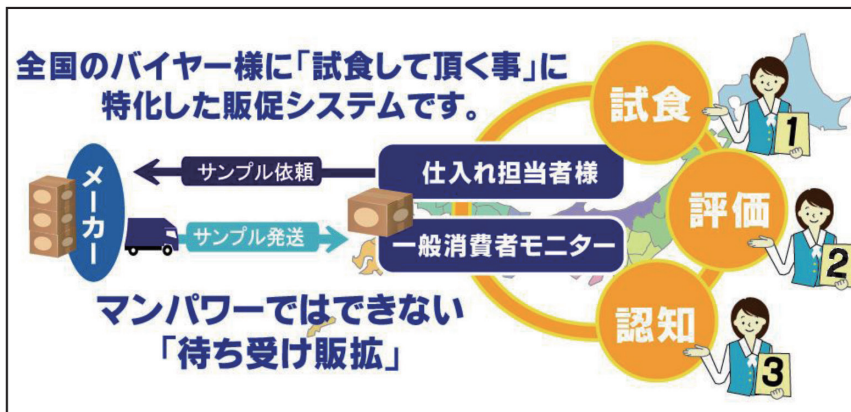 全国のバイヤー様に「試食して頂く事」に
特化した販促システムです。
試食
1
メーカー
サンプル依頼
仕入れ担当者様
サンプル発送
一般消費者モニター
評価
2
マンパワーではできない
「待ち受け販拡」
認知
3